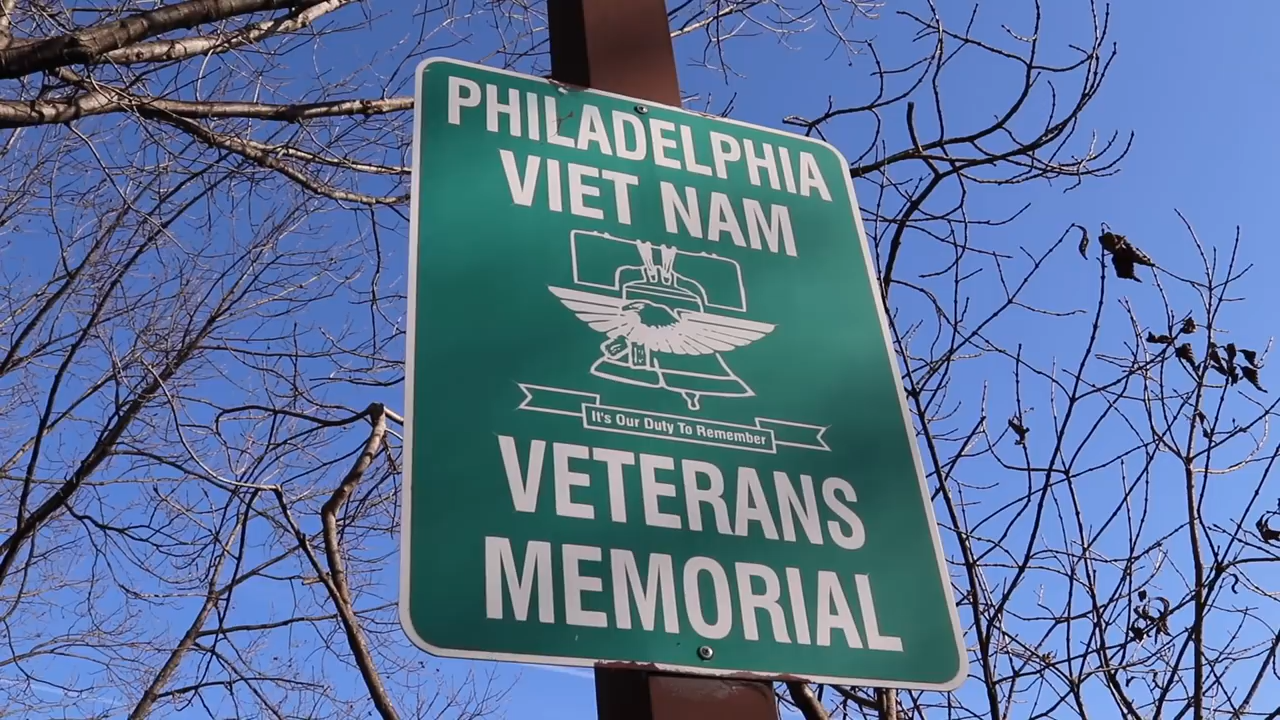 PHILADELPHIA
VIET NAM
It's Our Duty To Remember
VETERANS
MEMORIAL